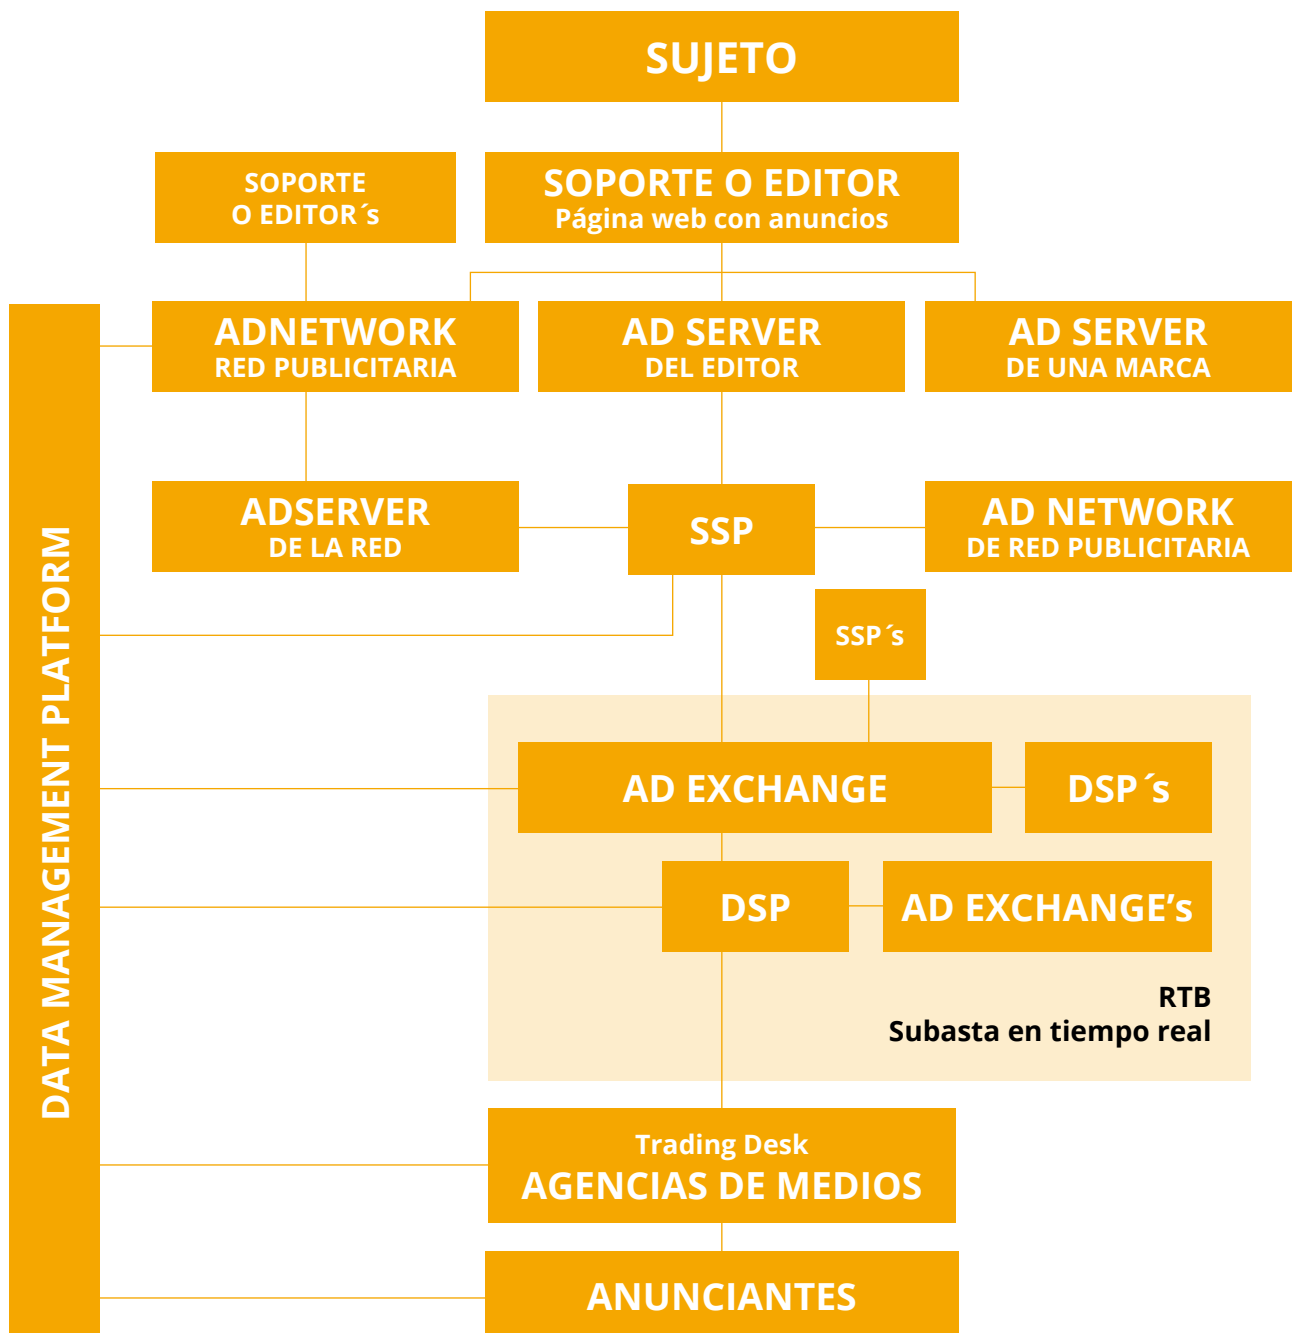 SUJETO
SOPORTE
O EDITOR´s
SOPORTE O EDITOR
Página web con anuncios
ADNETWORK
RED PUBLICITARIA
AD SERVER
DEL EDITOR
AD SERVER
DE UNA MARCA
ADSERVER
DE LA RED
SSP
AD NETWORK
DE RED PUBLICITARIA
SSP´s
DATA MANAGEMENT PLATFORM
AD EXCHANGE
DSP´s
DSP
AD EXCHANGE’s
RTB
Subasta en tiempo real
Trading Desk
AGENCIAS DE MEDIOS
ANUNCIANTES